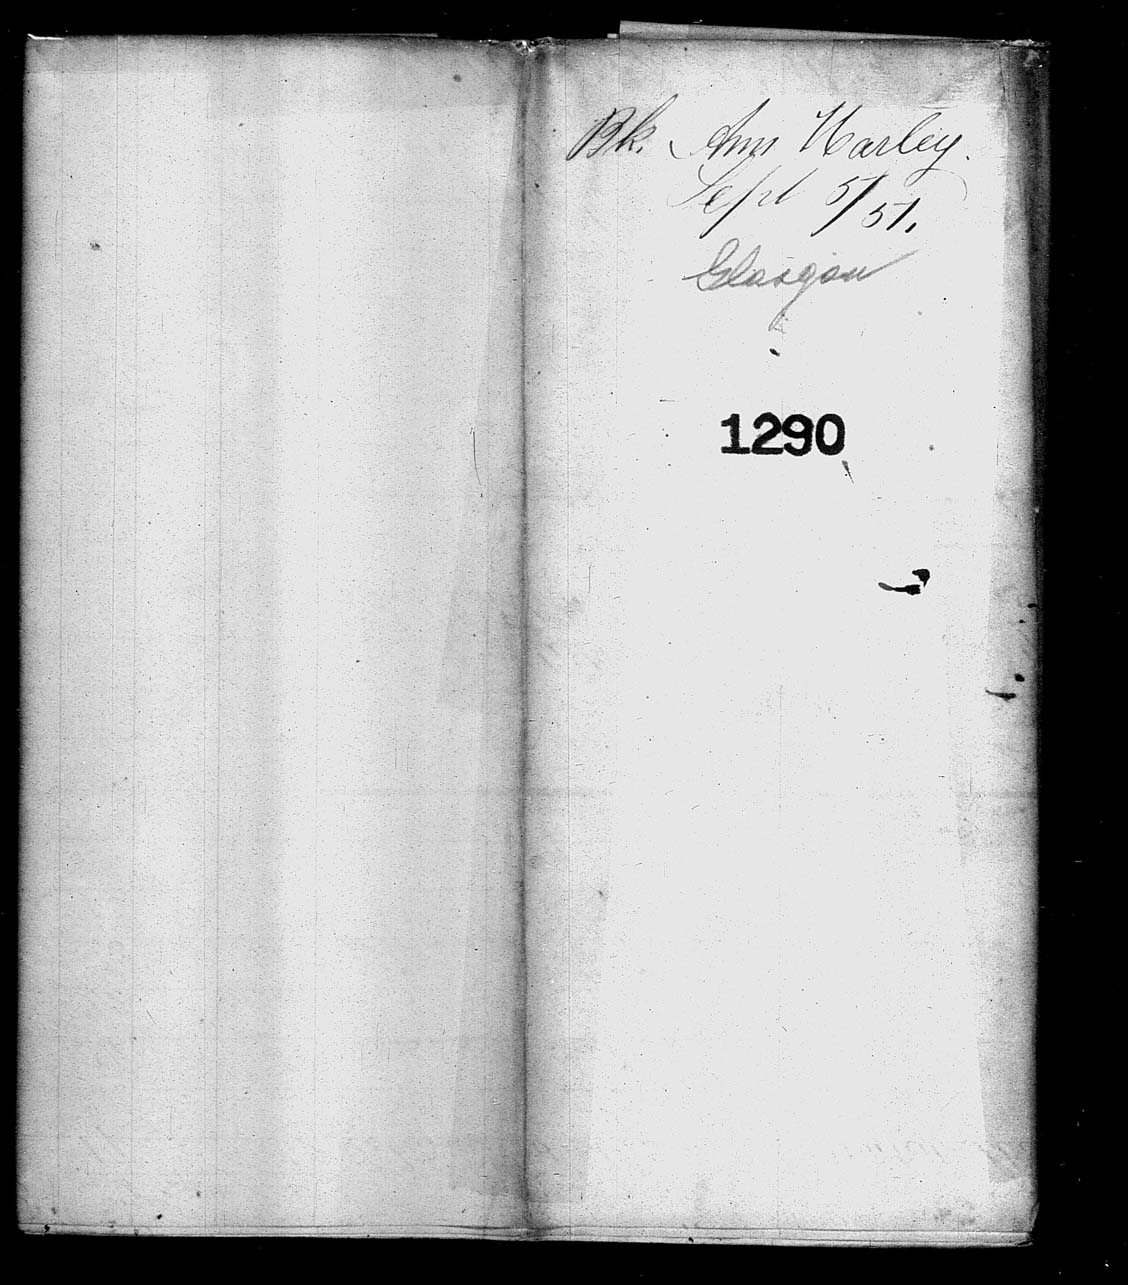 Bk. Ann Harley.
Sept 5/51.
Glasgow
1290